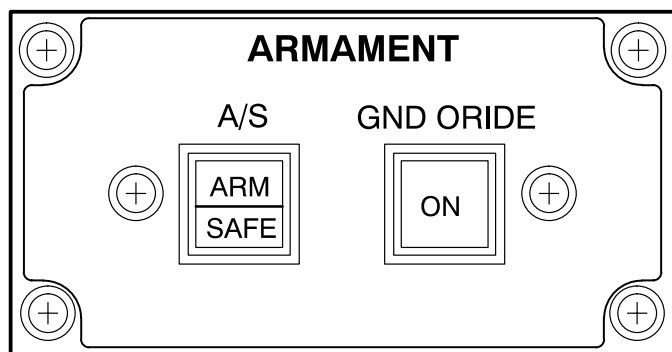 ARMAMENT
A/S
GND ORIDE
ARM
SAFE
ON